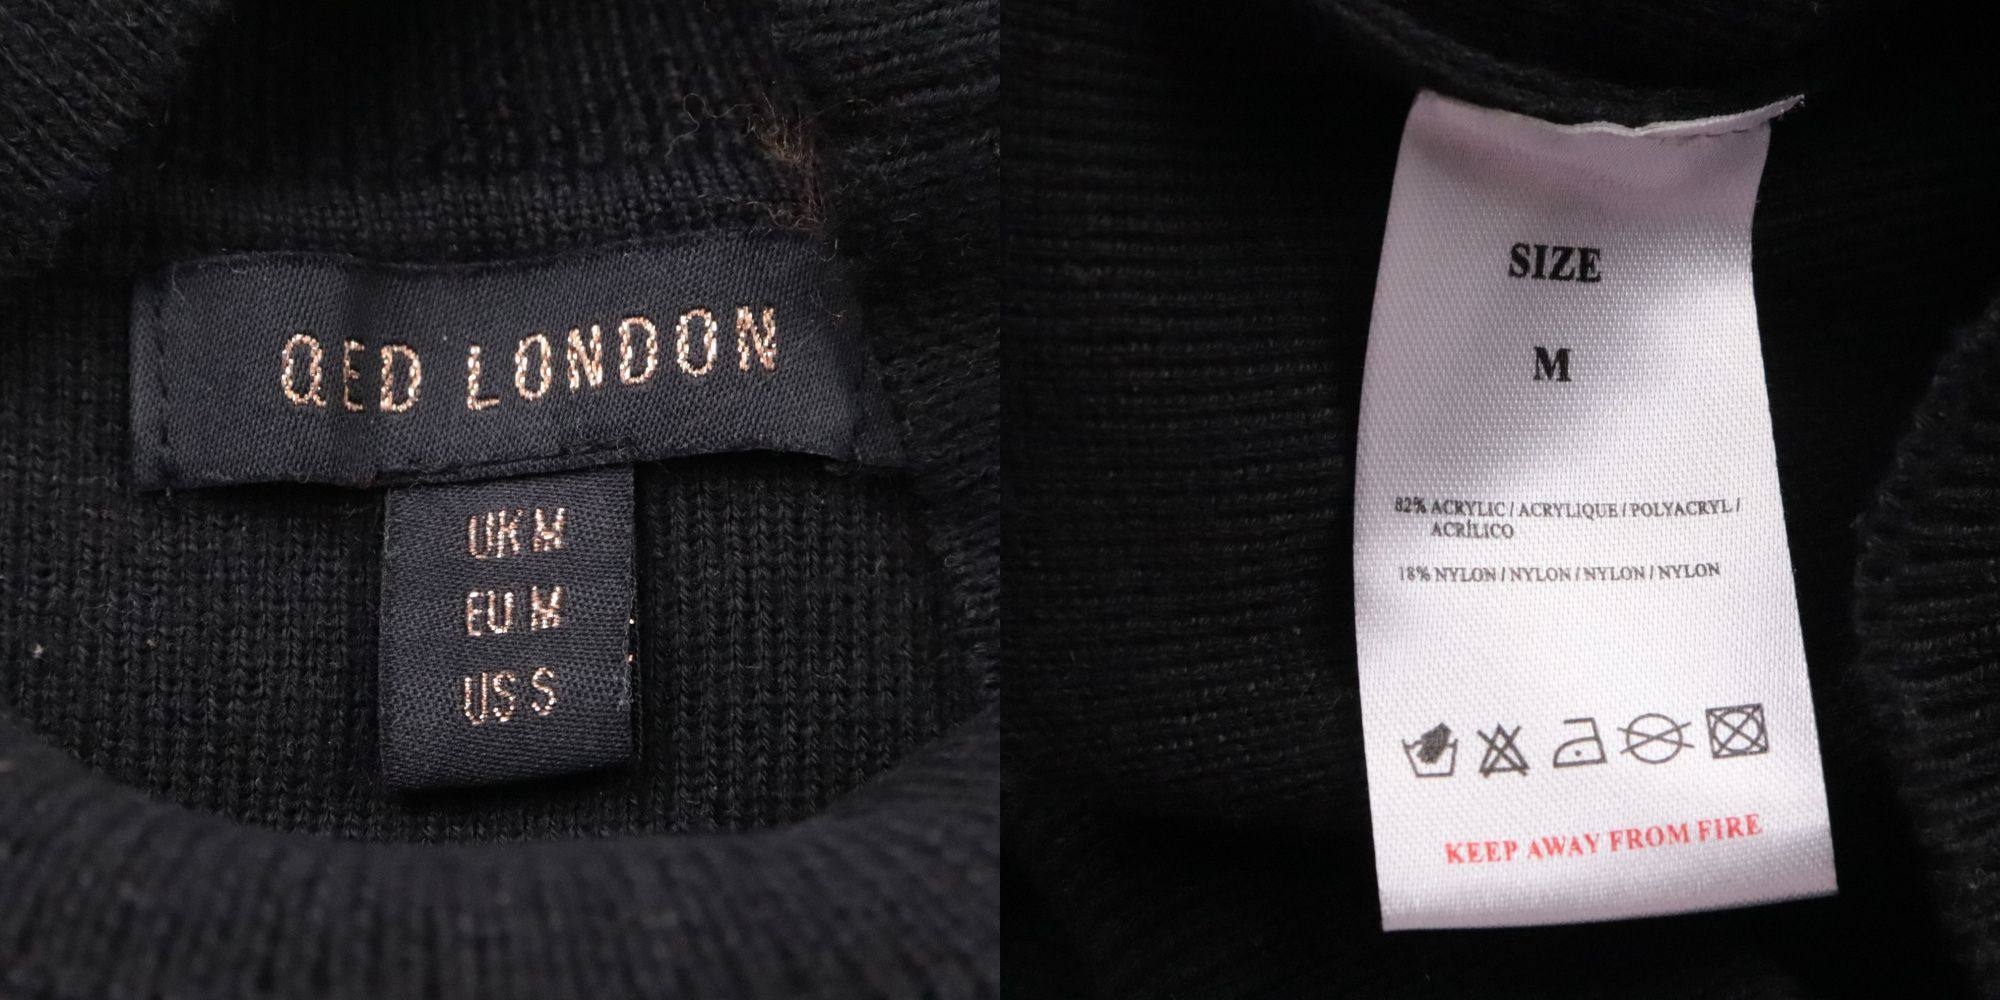 QED LONDON
UK M
EU M
US S
SIZE
M
82% ACRYLIC / ACRYLIQUE / POLYACRYL /
ACRÍLICO
18% NYLON / NYLON / NYLON / NYLON
KEEP AWAY FROM FIRE